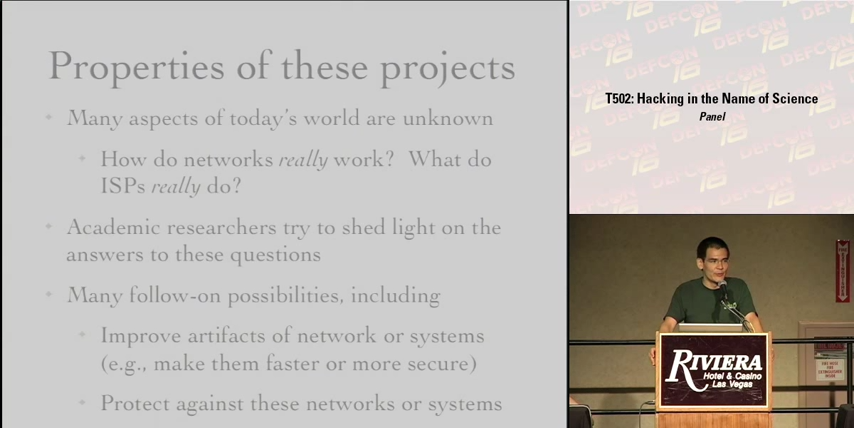 Properties of these projects
Many aspects of today's world are unknown
How do networks really work? What do
ISPs really do?
Academic researchers try to shed light on the
answers to these questions
Many follow-on possibilities, including
Improve artifacts of network or systems
(e.g., make them faster or more secure)
Protect against these networks or systems
DEFCON 16
T502: Hacking in the Name of Science
Panel
RIVIERA
Hotel & Casino
Las Vegas